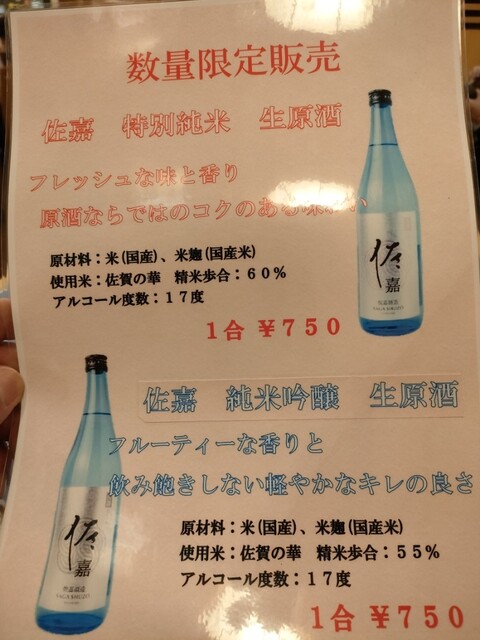 数量限定販売
佐嘉 特別純米 生原酒
フレッシュな味と香り
原酒ならではのコクのある味わい
原材料：米(国産)、米麹(国産米)
使用米：佐賀の華 精米歩合：６０％
アルコール度数：１７度
１合 ￥７５０
佐嘉
佐嘉 純米吟醸 生原酒
フルーティーな香りと
飲み飽きしない軽やかなキレの良さ
原材料：米(国産)、米麹(国産米)
使用米：佐賀の華 精米歩合：５５％
アルコール度数：１７度
１合 ￥７５０
佐嘉